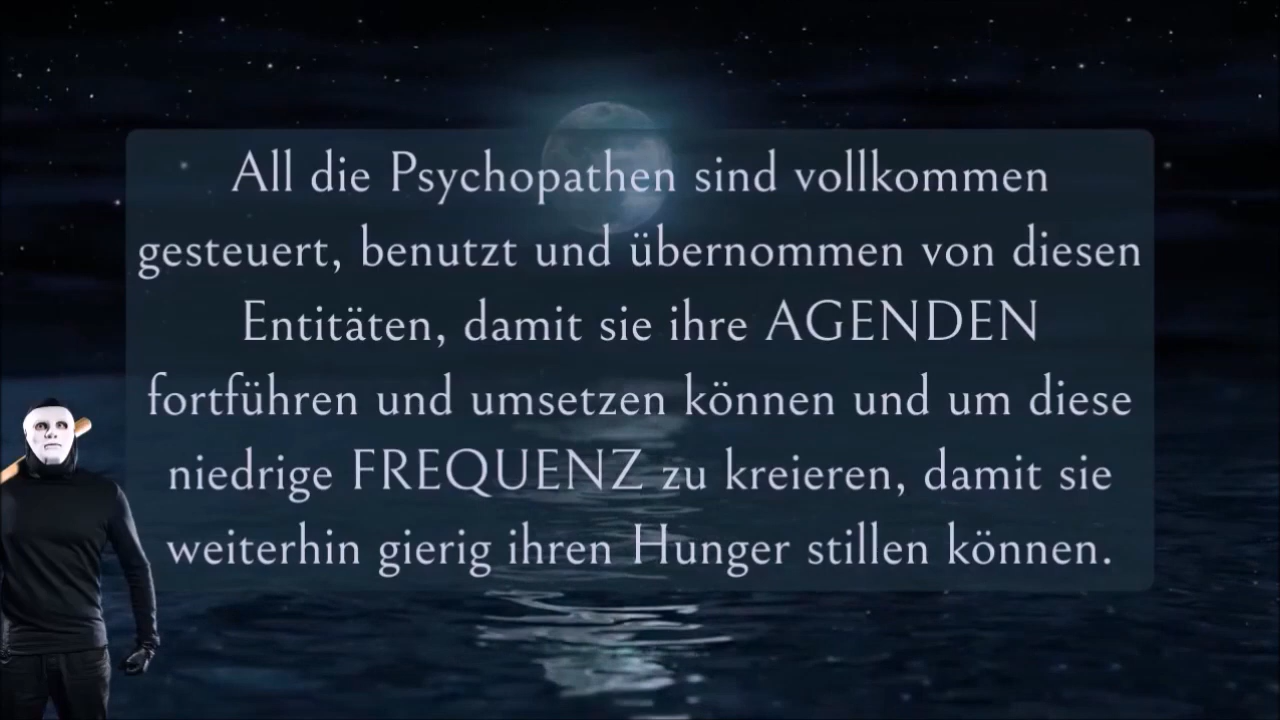 All die Psychopathen sind vollkommen
gesteuert, benutzt und übernommen von diesen
Entitäten, damit sie ihre AGENDEN
fortführen und umsetzen können und um diese
niedrige FREQUENZ zu kreieren, damit sie
weiterhin gierig ihren Hunger stillen können.